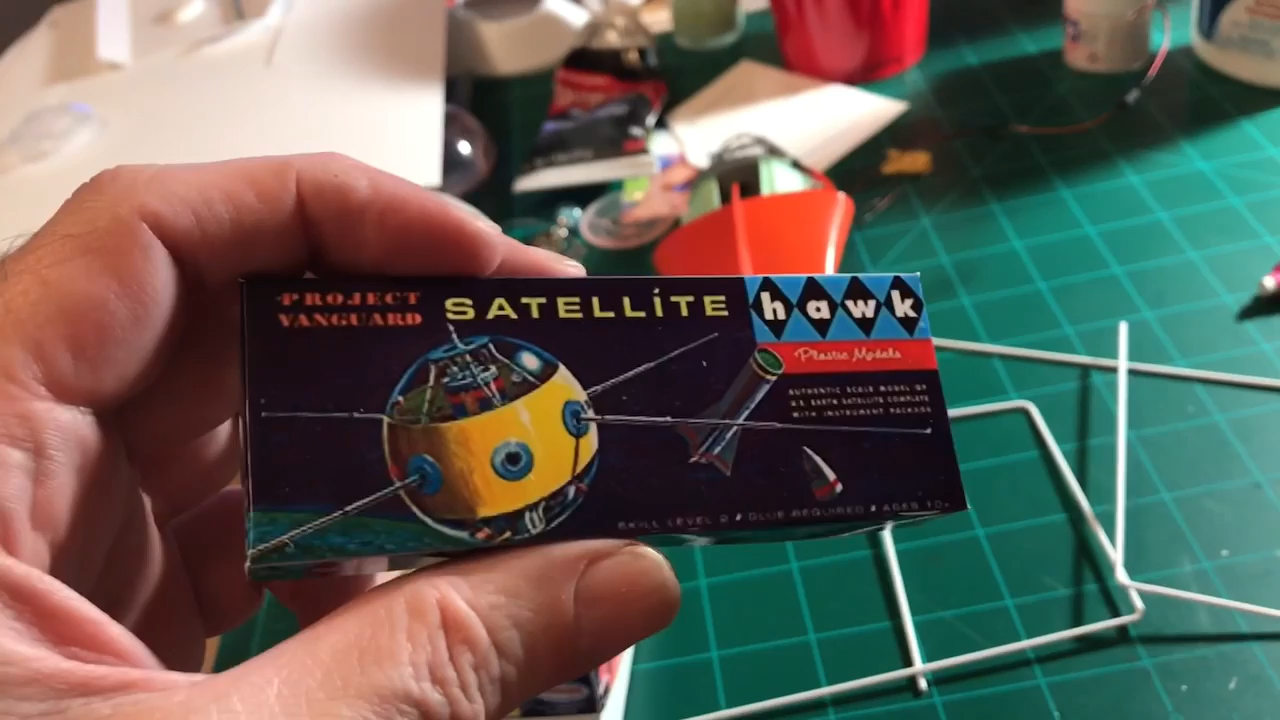 PROJECT
VANGUARD
SATELLITE
hawk
Plastic Models
AUTHENTIC SCALE MODEL OF
U.S. EARTH SATELLITE COMPLETE
WITH INSTRUMENT PACKAGE
SKILL LEVEL 2 * GLUE REQUIRED * AGES 10+